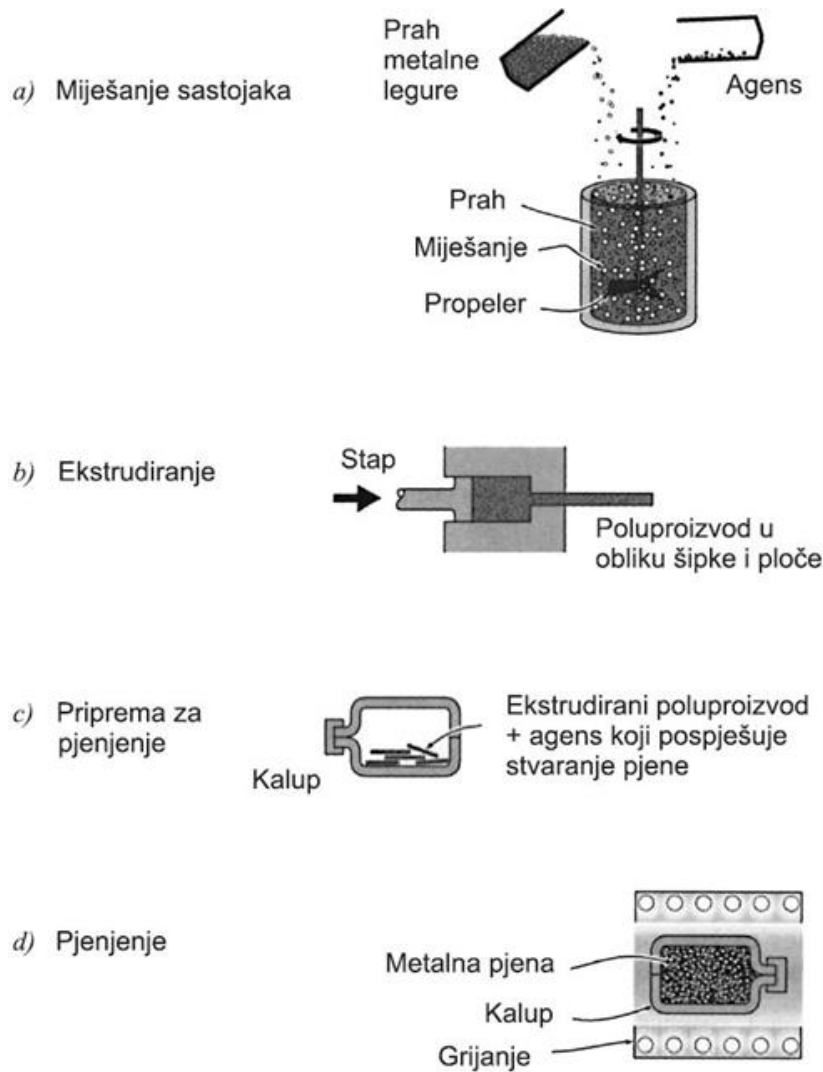 Prah
metalne
legure
Agens
a) Miješanje sastojaka
Prah
Miješanje
Propeler
b) Ekstrudiranje
Stap
Poluproizvod u
obliku šipke i ploče
c) Priprema za
pjenjenje
Kalup
Ekstrudirani poluproizvod
+ agens koji pospješuje
stvaranje pjene
d) Pjenjenje
Metalna pjena
Kalup
Grijanje